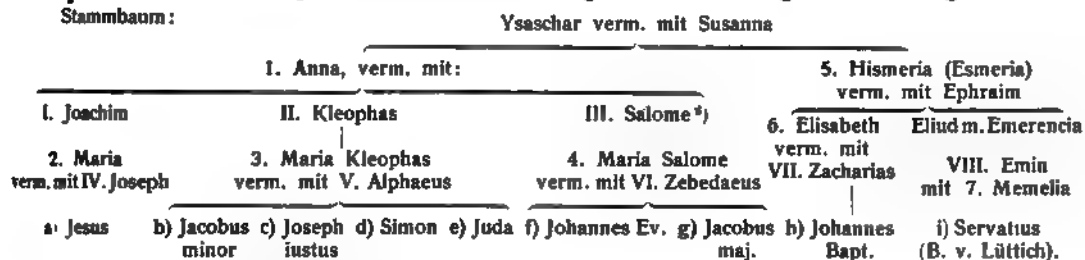 Stammbaum:
Ysaschar verm. mit Susanna
1. Anna, verm. mit:
5. Hismeria (Esmeria)
verm. mit Ephraim
I. Joachim
II. Kleophas
III. Salome*)
6. Elisabeth
verm. mit
VII. Zacharias
Eliud m. Emerencia
2. Maria
verm. mit IV. Joseph
3. Maria Kleophas
verm. mit V. Alphaeus
4. Maria Salome
verm. mit VI. Zebedaeus
VIII. Emin
mit 7. Memelia
a) Jesus
b) Jacobus
minor
c) Joseph
iustus
d) Simon
e) Juda
f) Johannes Ev.
g) Jacobus
maj.
h) Johannes
Bapt.
i) Servatius
(B. v. Lüttich).